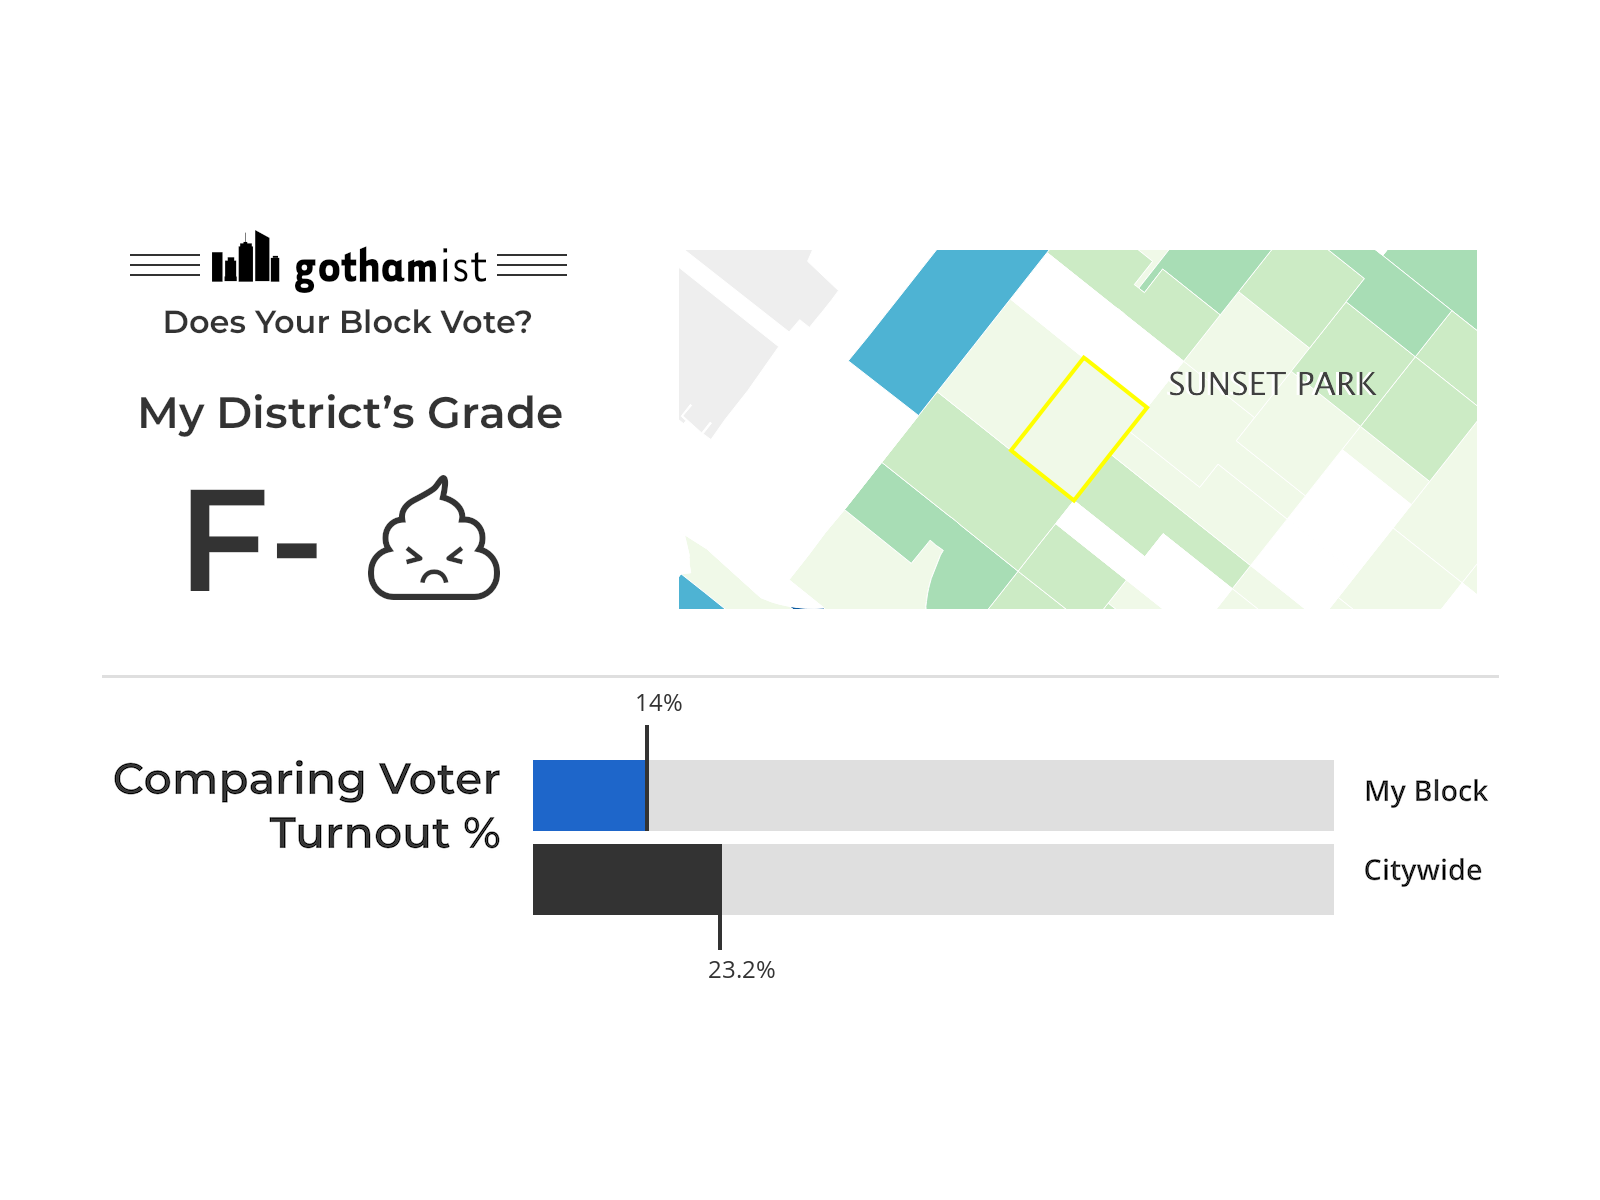 gothamist
Does Your Block Vote?
My District’s Grade
F-
SUNSET PARK
14%
Comparing Voter
Turnout %
My Block
Citywide
23.2%